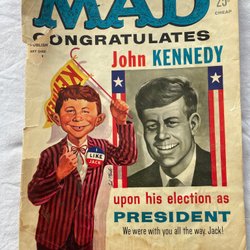 MAD
25¢
CHEAP
CONGRATULATES
John KENNEDY
I LIKE
JACK
upon his election as
PRESIDENT
We were with you all the way, Jack!